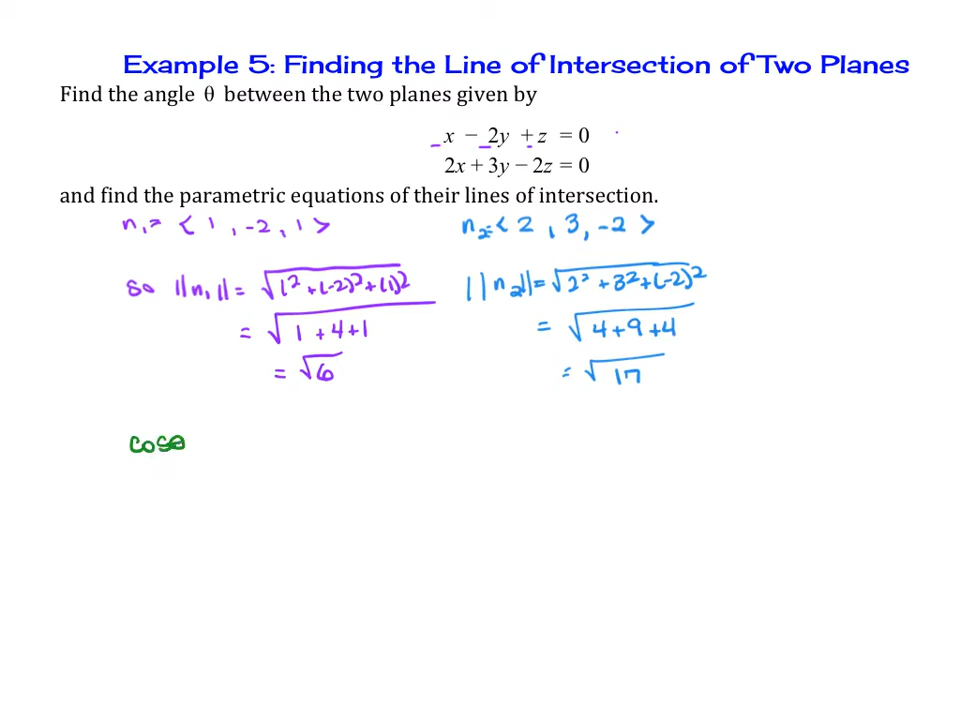 Example 5: Finding the Line of Intersection of Two Planes
Find the angle θ between the two planes given by
x − 2y + z = 0
2x + 3y − 2z = 0
and find the parametric equations of their lines of intersection.
n₁ = < 1 , -2 , 1 > n₂ = < 2 , 3 , -2 >
so ||n₁|| = √(1² + (-2)² + (1)²) ||n₂|| = √(2² + 3² + (-2)²)
= √(1 + 4 + 1) = √(4 + 9 + 4)
= √6 = √17
cosθ